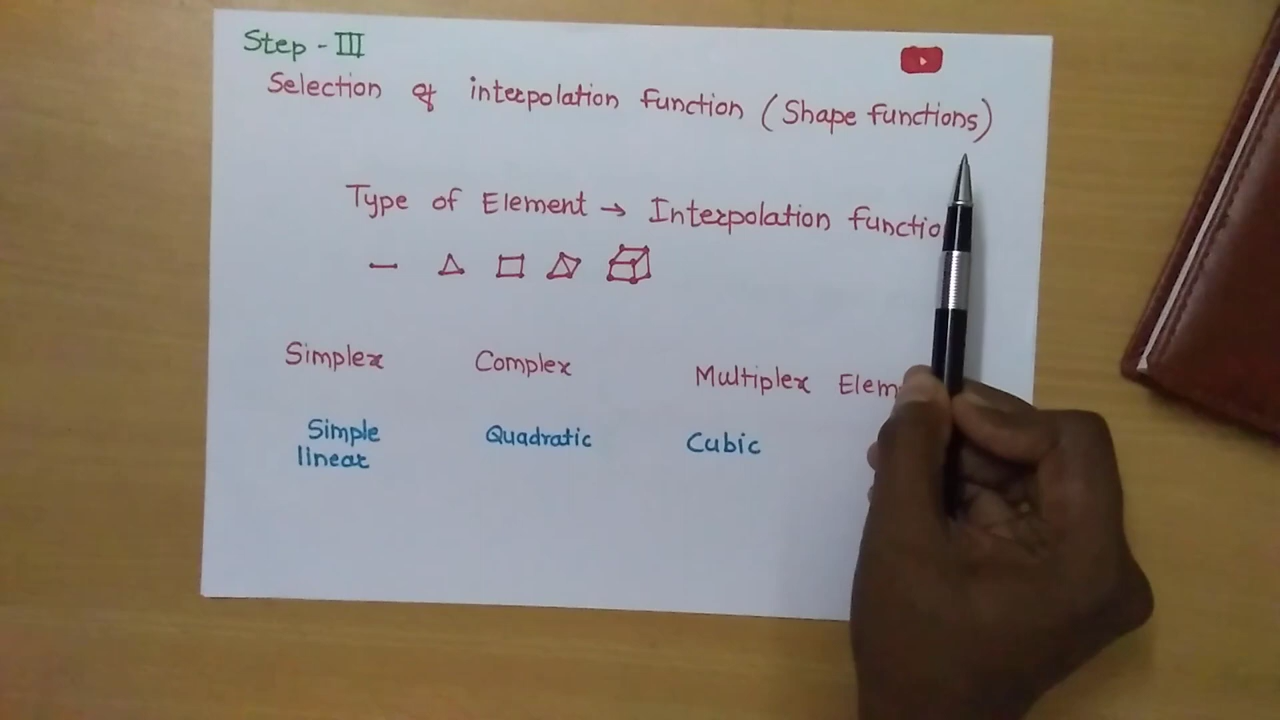 Step - III
Selection of interpolation function (Shape functions)
Type of Element → Interpolation functio
Simplex Complex Multiplex Elem
Simple Quadratic Cubic
linear